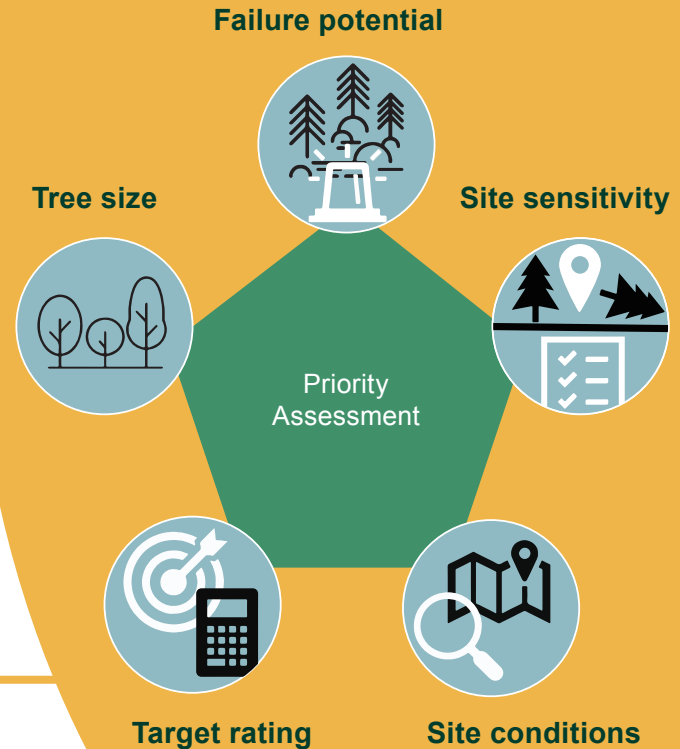 Failure potential
Tree size
Site sensitivity
Priority
Assessment
Target rating
Site conditions